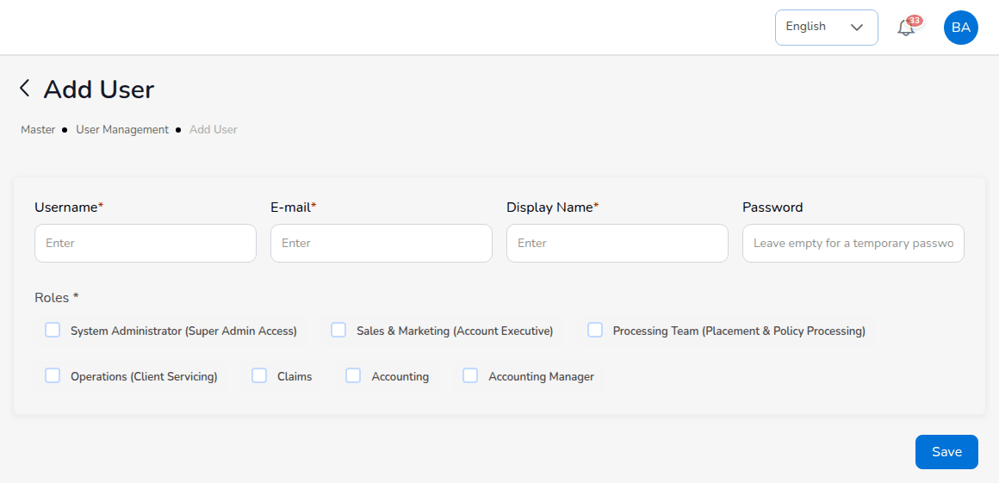 English
33
BA
Add User
Master • User Management • Add User
Username* E-mail* Display Name* Password
Enter Enter Enter Leave empty for a temporary passwo
Roles *
System Administrator (Super Admin Access) Sales & Marketing (Account Executive) Processing Team (Placement & Policy Processing)
Operations (Client Servicing) Claims Accounting Accounting Manager
Save